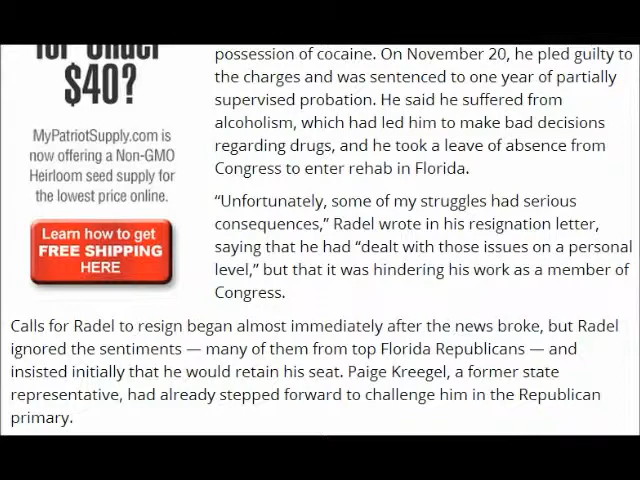 for Under
$40?
MyPatriotSupply.com is
now offering a Non-GMO
Heirloom seed supply for
the lowest price online.
Learn how to get
FREE SHIPPING
HERE
possession of cocaine. On November 20, he pled guilty to
the charges and was sentenced to one year of partially
supervised probation. He said he suffered from
alcoholism, which had led him to make bad decisions
regarding drugs, and he took a leave of absence from
Congress to enter rehab in Florida.
“Unfortunately, some of my struggles had serious
consequences,” Radel wrote in his resignation letter,
saying that he had “dealt with those issues on a personal
level,” but that it was hindering his work as a member of
Congress.
Calls for Radel to resign began almost immediately after the news broke, but Radel
ignored the sentiments — many of them from top Florida Republicans — and
insisted initially that he would retain his seat. Paige Kreegel, a former state
representative, had already stepped forward to challenge him in the Republican
primary.